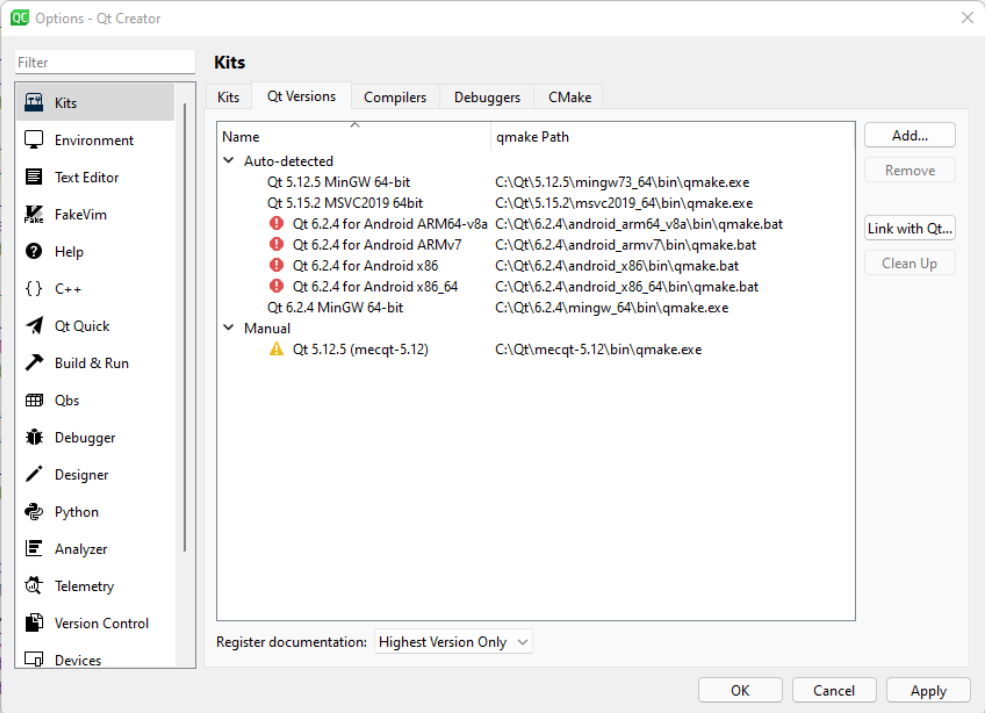 QC Options - Qt Creator
Filter
Kits
Environment
Text Editor
Fake FakeVim
Help
{} C++
Qt Quick
Build & Run
Qbs
Debugger
Designer
Python
Analyzer
Telemetry
Version Control
Devices
Kits
Kits Qt Versions Compilers Debuggers CMake
Name qmake Path
Auto-detected
Qt 5.12.5 MinGW 64-bit C:\Qt\5.12.5\mingw73_64\bin\qmake.exe
Qt 5.15.2 MSVC2019 64bit C:\Qt\5.15.2\msvc2019_64\bin\qmake.exe
Qt 6.2.4 for Android ARM64-v8a C:\Qt\6.2.4\android_arm64_v8a\bin\qmake.bat
Qt 6.2.4 for Android ARMv7 C:\Qt\6.2.4\android_armv7\bin\qmake.bat
Qt 6.2.4 for Android x86 C:\Qt\6.2.4\android_x86\bin\qmake.bat
Qt 6.2.4 for Android x86_64 C:\Qt\6.2.4\android_x86_64\bin\qmake.bat
Qt 6.2.4 MinGW 64-bit C:\Qt\6.2.4\mingw_64\bin\qmake.exe
Manual
Qt 5.12.5 (mecqt-5.12) C:\Qt\mecqt-5.12\bin\qmake.exe
Add...
Remove
Link with Qt...
Clean Up
Register documentation: Highest Version Only
OK Cancel Apply